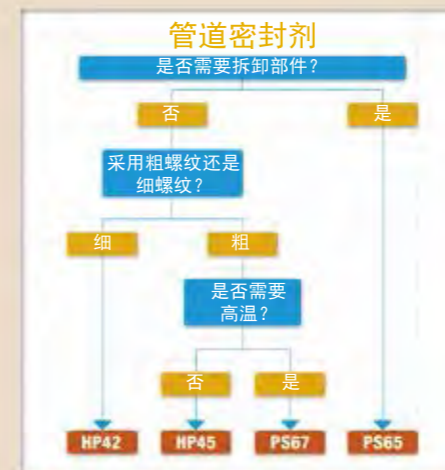 管道密封剂
是否需要拆卸部件？
否
是
采用粗螺纹还是
细螺纹？
细
粗
是否需要
高温？
否
是
HP42
HP45
PS67
PS65